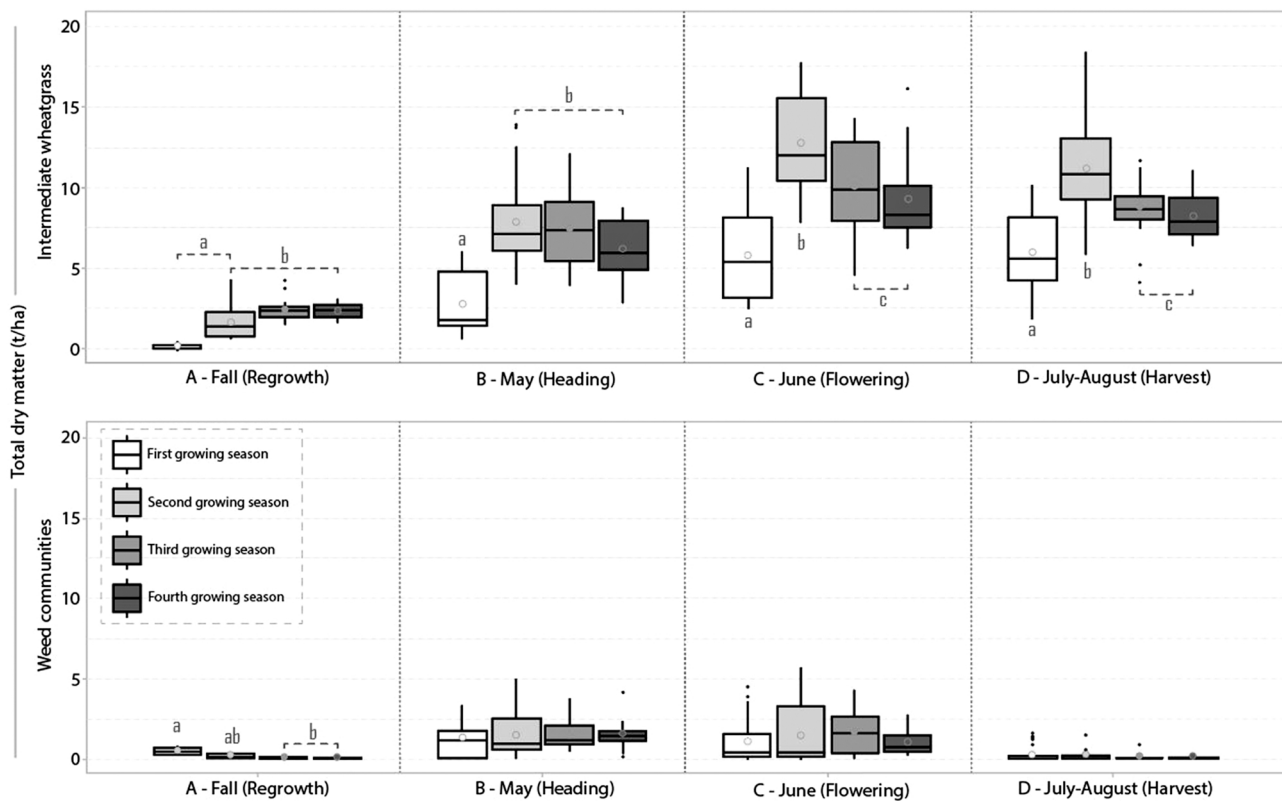 Total dry matter (t/ha)
Intermediate wheatgrass
20
15
10
5
0
a
b
a
b
a
b
c
a
b
c
A - Fall (Regrowth)
B - May (Heading)
C - June (Flowering)
D - July-August (Harvest)
Weed communities
20
15
10
5
0
First growing season
Second growing season
Third growing season
Fourth growing season
a
ab
b
A - Fall (Regrowth)
B - May (Heading)
C - June (Flowering)
D - July-August (Harvest)